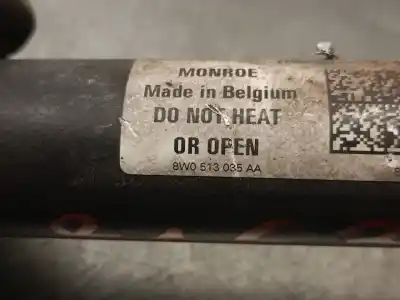 MONROE
Made in Belgium
DO NOT HEAT
OR OPEN
8W0 513 035 AA